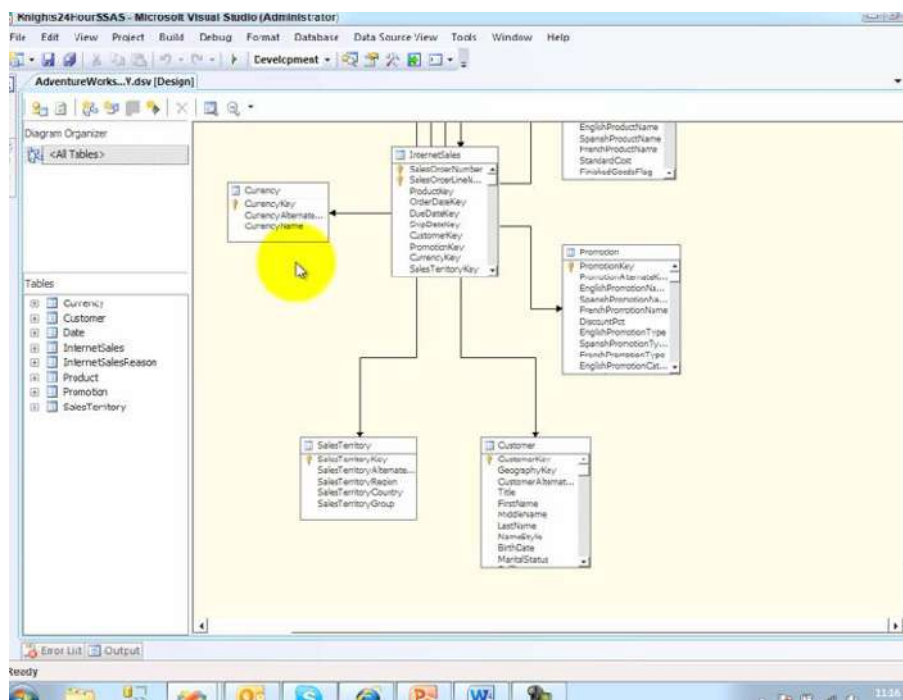 Knights24HourSSAS - Microsoft Visual Studio (Administrator)
File Edit View Project Build Debug Format Database Data Source View Tools Window Help
Development
AdventureWorks...Y.dsv [Design]
Diagram Organizer
<All Tables>
Tables
Currency
Customer
Date
InternetSales
InternetSalesReason
Product
Promotion
SalesTerritory
Currency
CurrencyKey
CurrencyAlternate...
CurrencyName
InternetSales
SalesOrderNumber
SalesOrderLineN...
ProductKey
OrderDateKey
DueDateKey
ShipDateKey
CustomerKey
PromotionKey
CurrencyKey
SalesTerritoryKey
EnglishProductName
SpanishProductName
FrenchProductName
StandardCost
FinishedGoodsFlag
Promotion
PromotionKey
PromotionAlternateK...
EnglishPromotionNa...
SpanishPromotionNa...
FrenchPromotionName
DiscountPct
EnglishPromotionType
SpanishPromotionTy...
FrenchPromotionType
EnglishPromotionCat...
SalesTerritory
SalesTerritoryKey
SalesTerritoryAlternate...
SalesTerritoryRegion
SalesTerritoryCountry
SalesTerritoryGroup
Customer
CustomerKey
GeographyKey
CustomerAlternat...
Title
FirstName
MiddleName
LastName
NameStyle
BirthDate
MaritalStatus
Error List Output
Ready
11:16